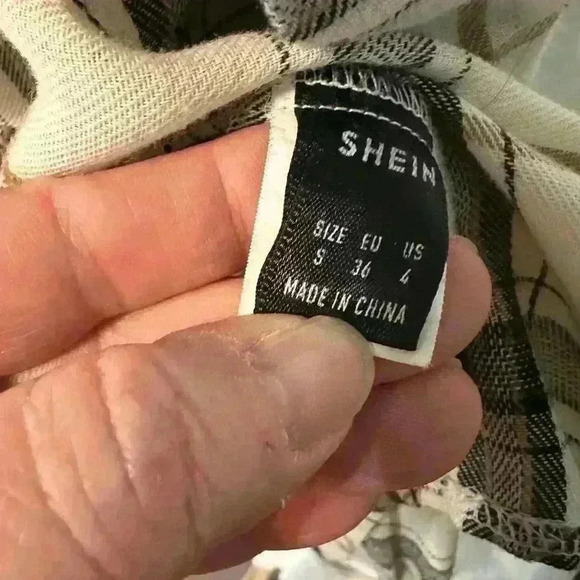 SHEIN
SIZE EU US
S 36 4
MADE IN CHINA